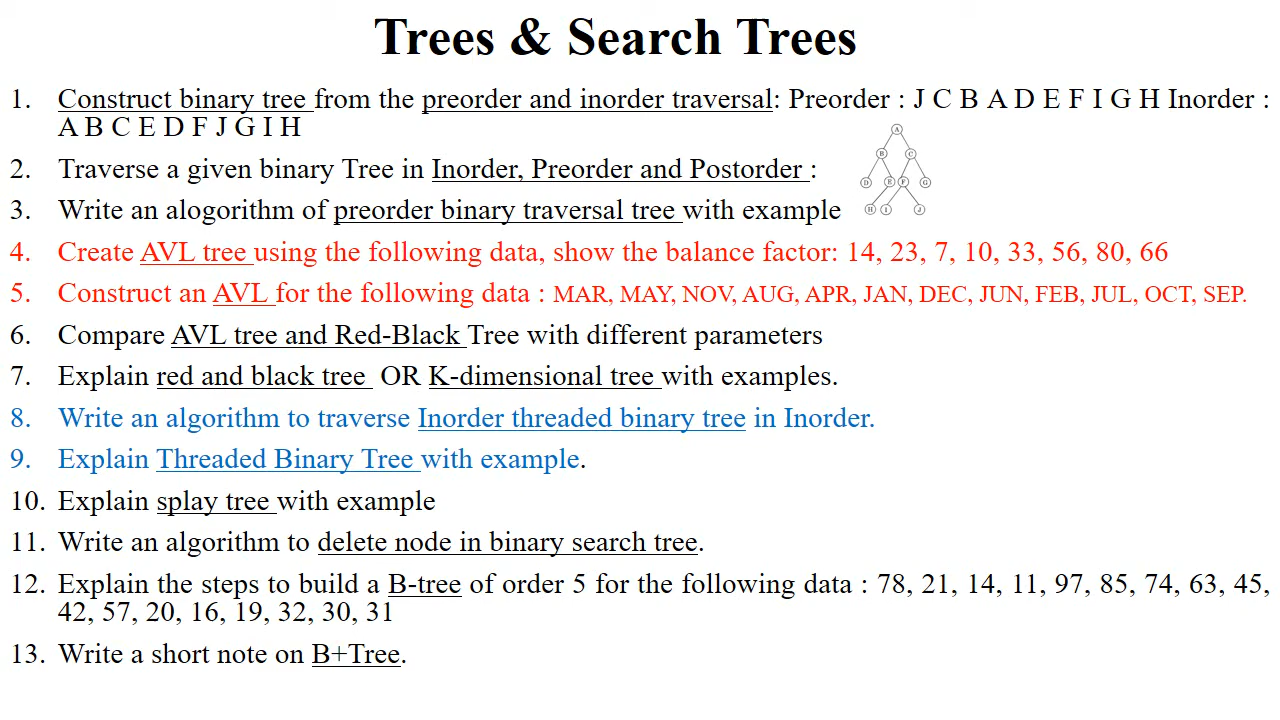 Trees & Search Trees
1. Construct binary tree from the preorder and inorder traversal: Preorder : J C B A D E F I G H Inorder :
A B C E D F J G I H
2. Traverse a given binary Tree in Inorder, Preorder and Postorder :
3. Write an alogorithm of preorder binary traversal tree with example
A
B C
D E F G
H I J
4. Create AVL tree using the following data, show the balance factor: 14, 23, 7, 10, 33, 56, 80, 66
5. Construct an AVL for the following data : MAR, MAY, NOV, AUG, APR, JAN, DEC, JUN, FEB, JUL, OCT, SEP.
6. Compare AVL tree and Red-Black Tree with different parameters
7. Explain red and black tree OR K-dimensional tree with examples.
8. Write an algorithm to traverse Inorder threaded binary tree in Inorder.
9. Explain Threaded Binary Tree with example.
10. Explain splay tree with example
11. Write an algorithm to delete node in binary search tree.
12. Explain the steps to build a B-tree of order 5 for the following data : 78, 21, 14, 11, 97, 85, 74, 63, 45,
42, 57, 20, 16, 19, 32, 30, 31
13. Write a short note on B+Tree.